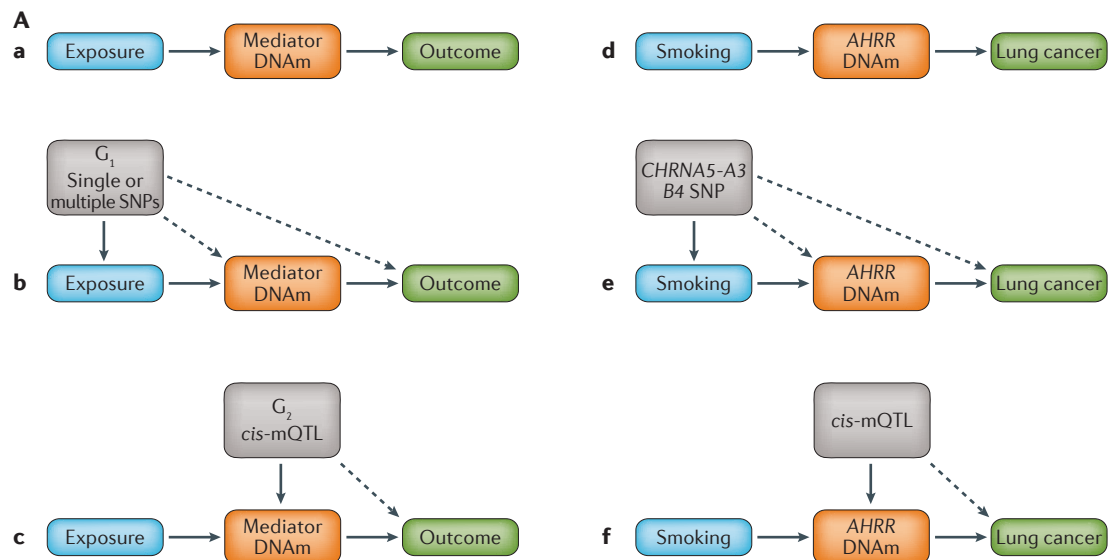 A
a
Exposure
Mediator
DNAm
Outcome
d
Smoking
AHRR
DNAm
Lung cancer
G1
Single or
multiple SNPs
b
Exposure
Mediator
DNAm
Outcome
CHRNA5-A3
B4 SNP
e
Smoking
AHRR
DNAm
Lung cancer
G2
cis-mQTL
c
Exposure
Mediator
DNAm
Outcome
cis-mQTL
f
Smoking
AHRR
DNAm
Lung cancer